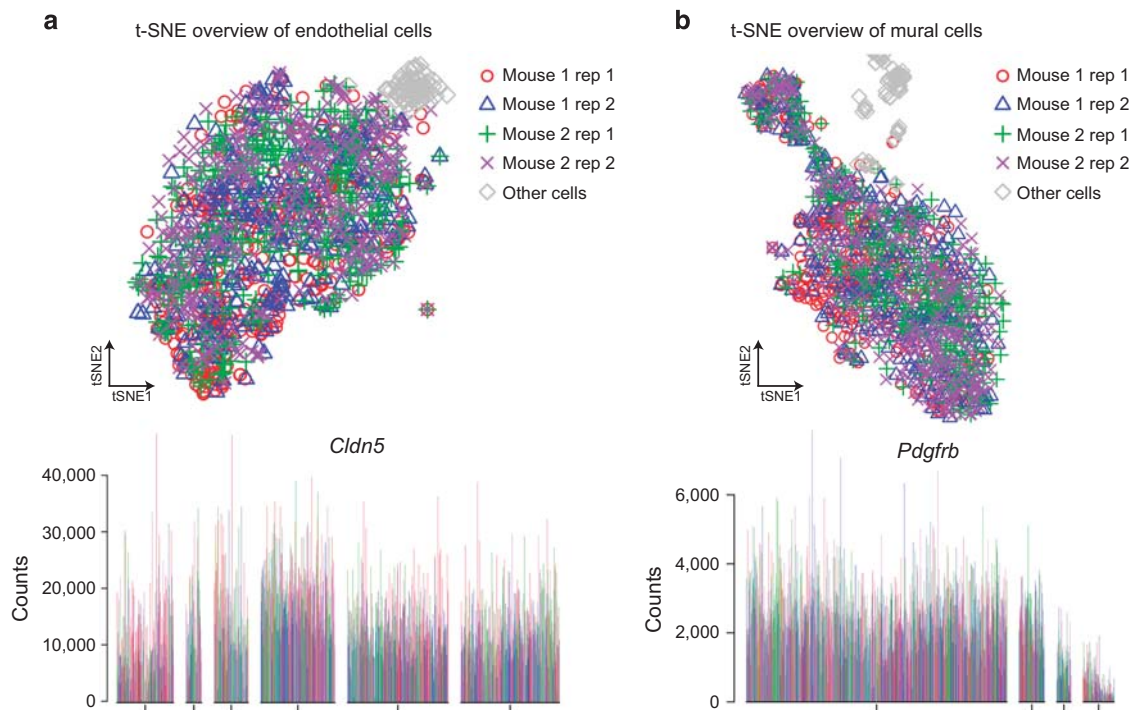 a
t-SNE overview of endothelial cells
Mouse 1 rep 1
Mouse 1 rep 2
Mouse 2 rep 1
Mouse 2 rep 2
Other cells
tSNE2
tSNE1
Cldn5
Counts
40,000
30,000
20,000
10,000
0
b
t-SNE overview of mural cells
Mouse 1 rep 1
Mouse 1 rep 2
Mouse 2 rep 1
Mouse 2 rep 2
Other cells
tSNE2
tSNE1
Pdgfrb
Counts
6,000
4,000
2,000
0